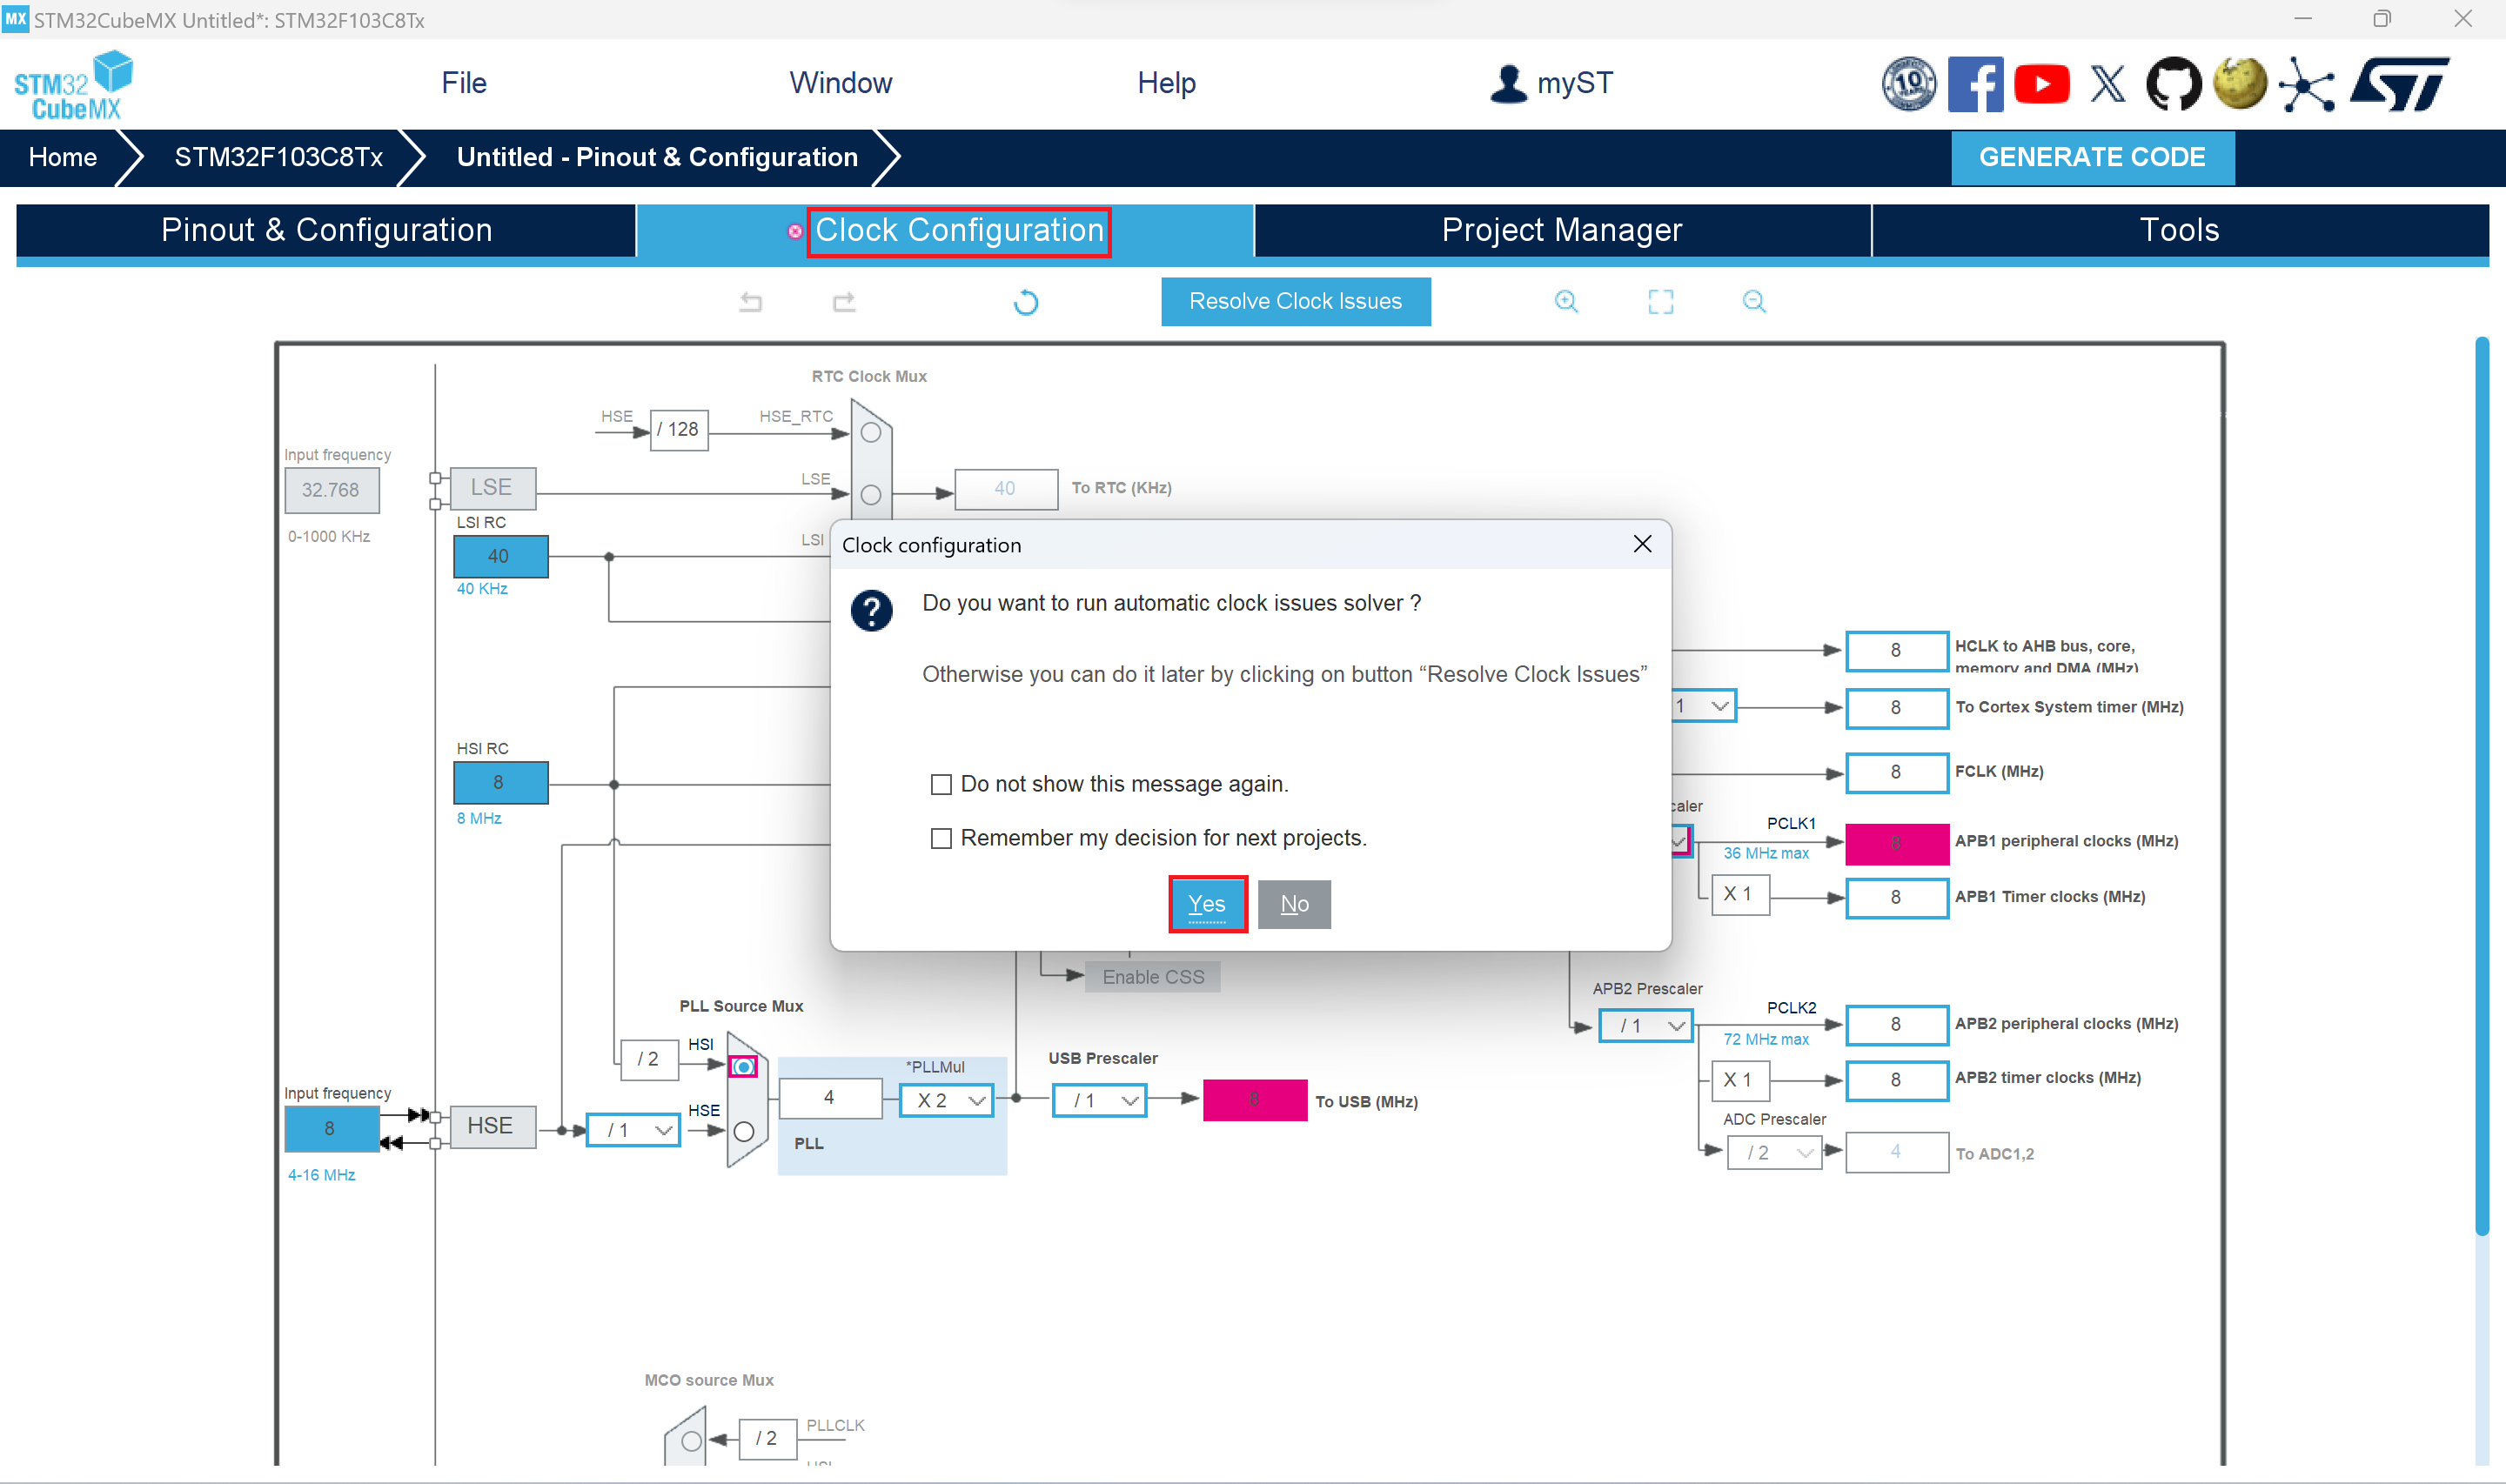 MX STM32CubeMX Untitled*: STM32F103C8Tx
STM32
CubeMX
File
Window
Help
myST
10
YEARS
Home
STM32F103C8Tx
Untitled - Pinout & Configuration
GENERATE CODE
Pinout & Configuration
Clock Configuration
Project Manager
Tools
Resolve Clock Issues
RTC Clock Mux
HSE
/ 128
HSE_RTC
Input frequency
32.768
LSE
LSE
40
To RTC (KHz)
0-1000 KHz
LSI RC
40
LSI
40 KHz
Clock configuration
Do you want to run automatic clock issues solver ?
Otherwise you can do it later by clicking on button “Resolve Clock Issues”
Do not show this message again.
Remember my decision for next projects.
Yes
No
8
HCLK to AHB bus, core,
memory and DMA (MHz)
1
8
To Cortex System timer (MHz)
HSI RC
8
8 MHz
8
FCLK (MHz)
caler
PCLK1
36 MHz max
8
APB1 peripheral clocks (MHz)
X 1
8
APB1 Timer clocks (MHz)
Enable CSS
APB2 Prescaler
/ 1
PCLK2
72 MHz max
8
APB2 peripheral clocks (MHz)
X 1
8
APB2 timer clocks (MHz)
ADC Prescaler
/ 2
4
To ADC1,2
PLL Source Mux
/ 2
HSI
*PLLMul
4
X 2
PLL
USB Prescaler
/ 1
8
To USB (MHz)
Input frequency
8
HSE
/ 1
HSE
4-16 MHz
MCO source Mux
/ 2
PLLCLK
HSI